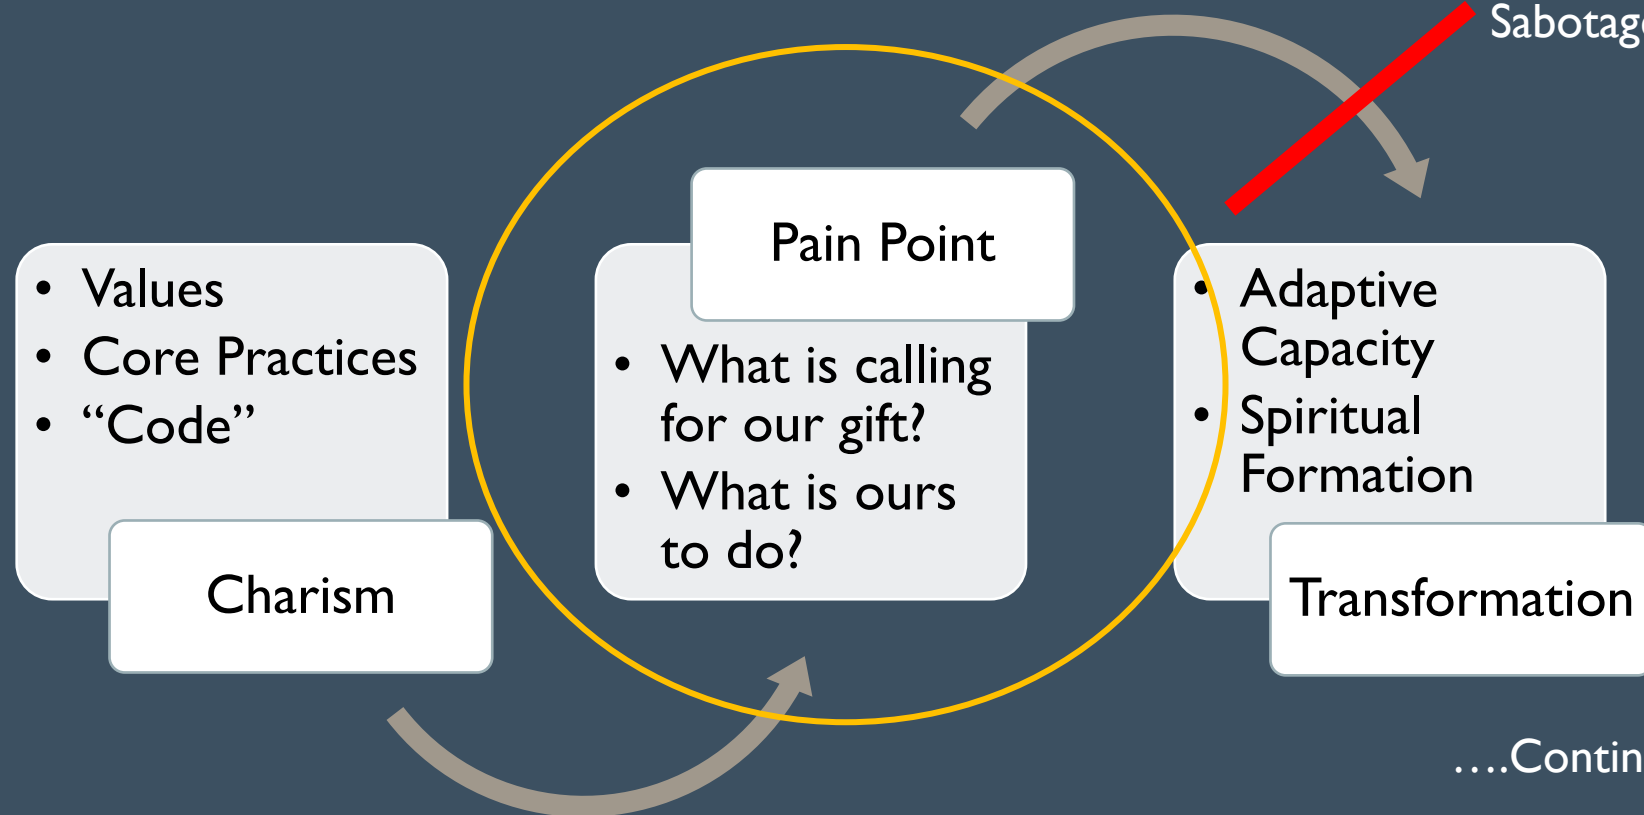 Sabotage
• Values
• Core Practices
• “Code”
Charism
Pain Point
• What is calling
for our gift?
• What is ours
to do?
• Adaptive
Capacity
• Spiritual
Formation
Transformation
….Contin